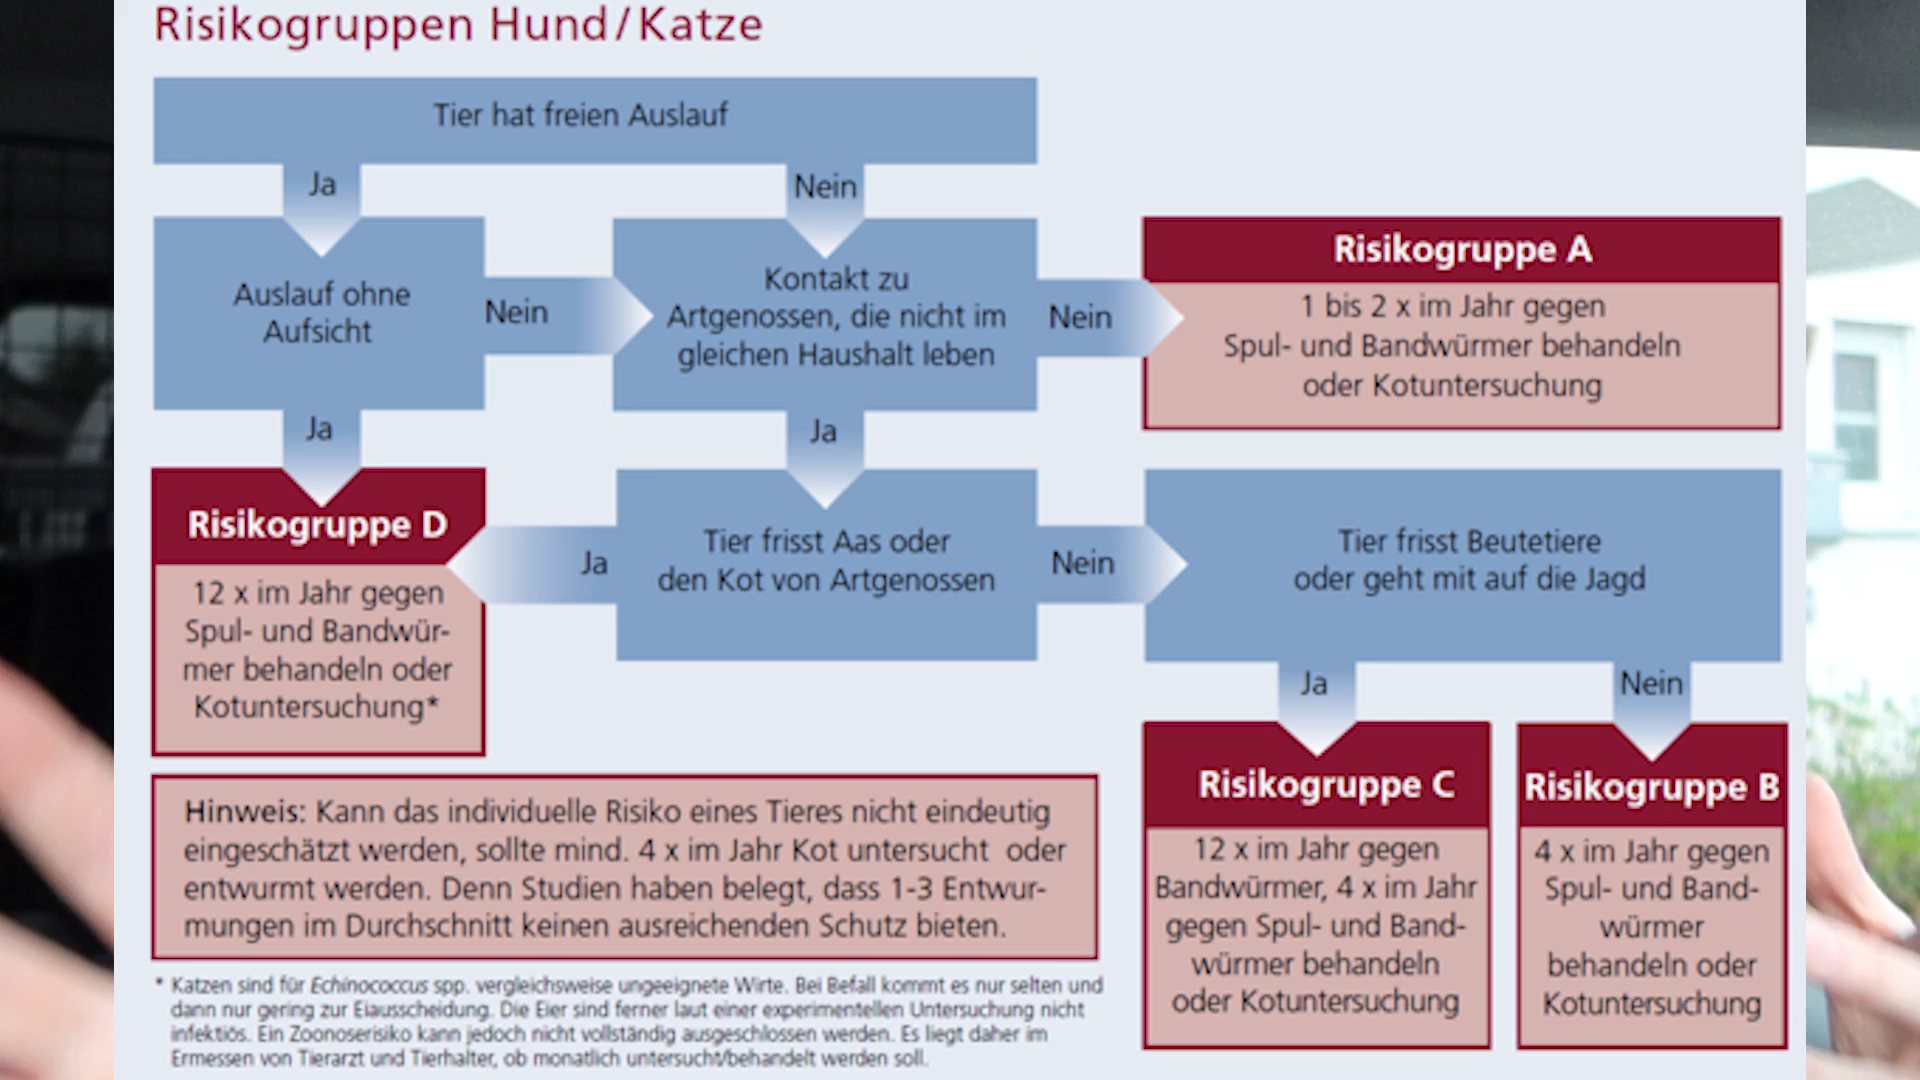 Risikogruppen Hund/Katze
Tier hat freien Auslauf
Ja
Nein
Auslauf ohne
Aufsicht
Nein
Kontakt zu
Artgenossen, die nicht im
gleichen Haushalt leben
Nein
Risikogruppe A
1 bis 2 x im Jahr gegen
Spul- und Bandwürmer behandeln
oder Kotuntersuchung
Ja
Ja
Risikogruppe D
12 x im Jahr gegen
Spul- und Bandwür-
mer behandeln oder
Kotuntersuchung*
Ja
Tier frisst Aas oder
den Kot von Artgenossen
Nein
Tier frisst Beutetiere
oder geht mit auf die Jagd
Ja
Nein
Risikogruppe C
12 x im Jahr gegen
Bandwürmer, 4 x im Jahr
gegen Spul- und Band-
würmer behandeln
oder Kotuntersuchung
Risikogruppe B
4 x im Jahr gegen
Spul- und Band-
würmer
behandeln oder
Kotuntersuchung
Hinweis: Kann das individuelle Risiko eines Tieres nicht eindeutig
eingeschätzt werden, sollte mind. 4 x im Jahr Kot untersucht oder
entwurmt werden. Denn Studien haben belegt, dass 1-3 Entwur-
mungen im Durchschnitt keinen ausreichenden Schutz bieten.
* Katzen sind für Echinococcus spp. vergleichsweise ungeeignete Wirte. Bei Befall kommt es nur selten und
dann nur gering zur Eiausscheidung. Die Eier sind ferner laut einer experimentellen Untersuchung nicht
infektiös. Ein Zoonoserisiko kann jedoch nicht vollständig ausgeschlossen werden. Es liegt daher im
Ermessen von Tierarzt und Tierhalter, ob monatlich untersucht/behandelt werden soll.